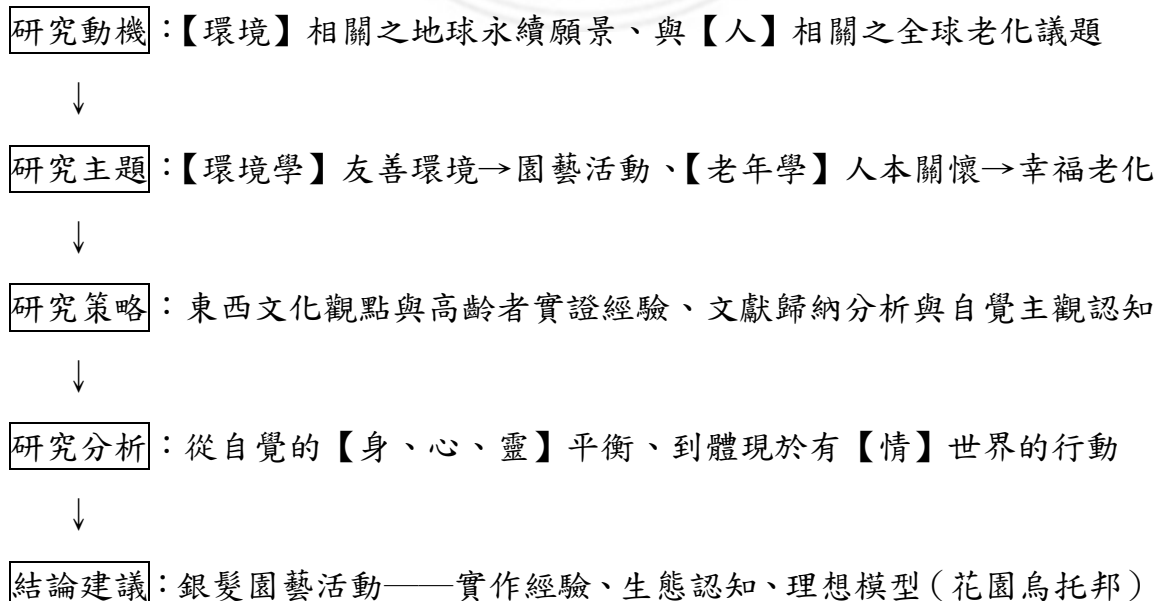 研究動機：【環境】相關之地球永續願景、與【人】相關之全球老化議題
↓
研究主題：【環境學】友善環境→園藝活動、【老年學】人本關懷→幸福老化
↓
研究策略：東西文化觀點與高齡者實證經驗、文獻歸納分析與自覺主觀認知
↓
研究分析：從自覺的【身、心、靈】平衡、到體現於有【情】世界的行動
↓
結論建議：銀髮園藝活動——實作經驗、生態認知、理想模型（花園烏托邦）